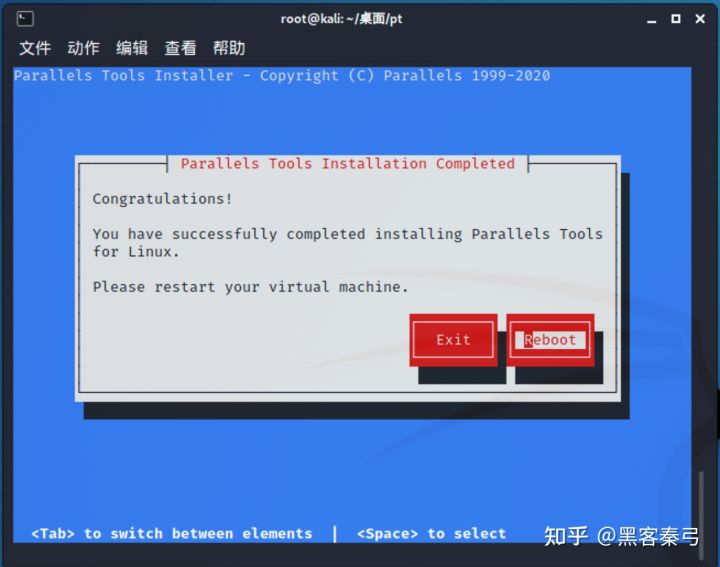 root@kali: ~/桌面/pt
文件 动作 编辑 查看 帮助
Parallels Tools Installer - Copyright (C) Parallels 1999-2020
Parallels Tools Installation Completed
Congratulations!
You have successfully completed installing Parallels Tools
for Linux.
Please restart your virtual machine.
Exit Reboot
<Tab> to switch between elements | <Space> to select
知乎 @黑客秦弓